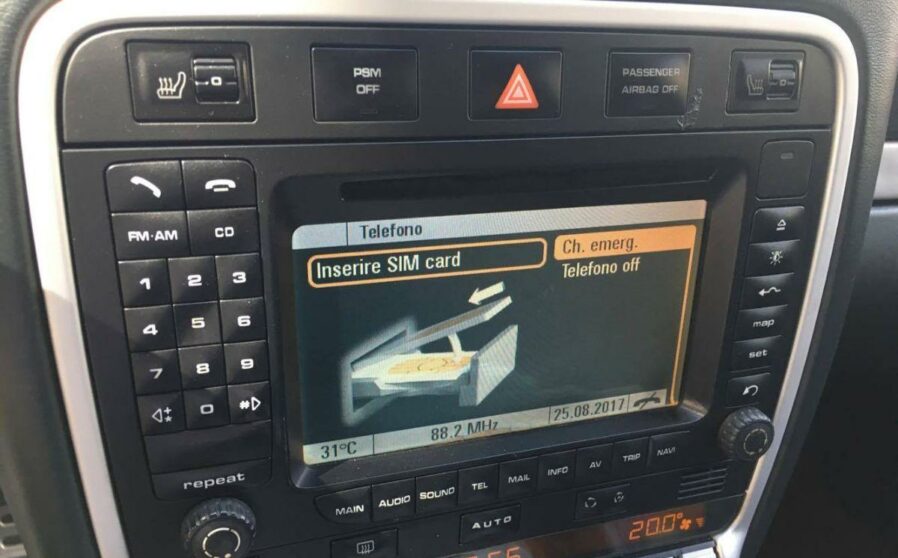 PSM
OFF
PASSENGER
AIRBAG OFF
FM·AM
CD
1
2
3
4
5
6
7
8
9
0
#
repeat
Telefono
Inserire SIM card
Ch. emerg.
Telefono off
31°C
88.2 MHz
25.08.2017
map
set
MAIN
AUDIO
SOUND
TEL
MAIL
INFO
AV
TRIP
NAVI
AUTO
20.0°